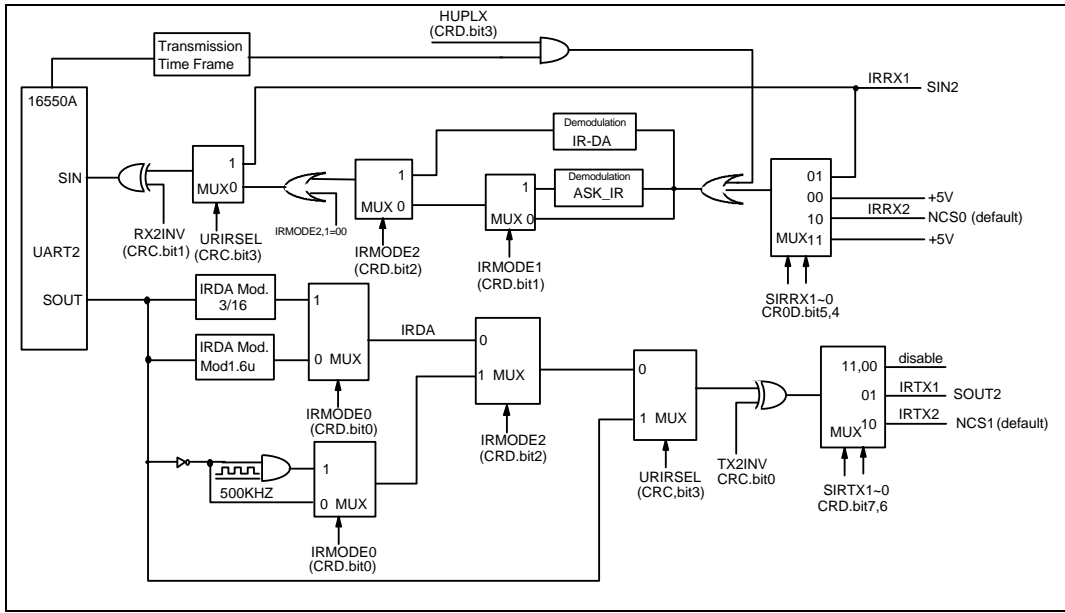 HUPLX
(CRD.bit3)
Transmission
Time Frame
16550A
IRRX1
SIN2
Demodulation
IR-DA
1
SIN
MUX 0
1
MUX 0
1
MUX 0
Demodulation
ASK_IR
01
00
+5V
10
IRRX2
NCS0 (default)
MUX 11
+5V
RX2INV
(CRC.bit1)
URIRSEL
(CRC.bit3)
IRMODE2,1=00
IRMODE2
(CRD.bit2)
IRMODE1
(CRD.bit1)
SIRRX1~0
CR0D.bit5,4
UART2
SOUT
IRDA Mod.
3/16
1
IRDA Mod.
Mod1.6u
0 MUX
IRDA
0
1 MUX
0
1 MUX
11,00
disable
01
IRTX1
SOUT2
10
IRTX2
NCS1 (default)
MUX
IRMODE0
(CRD.bit0)
IRMODE2
(CRD.bit2)
URIRSEL
(CRC,bit3)
TX2INV
CRC.bit0
SIRTX1~0
CRD.bit7,6
500KHZ
1
0 MUX
IRMODE0
(CRD.bit0)